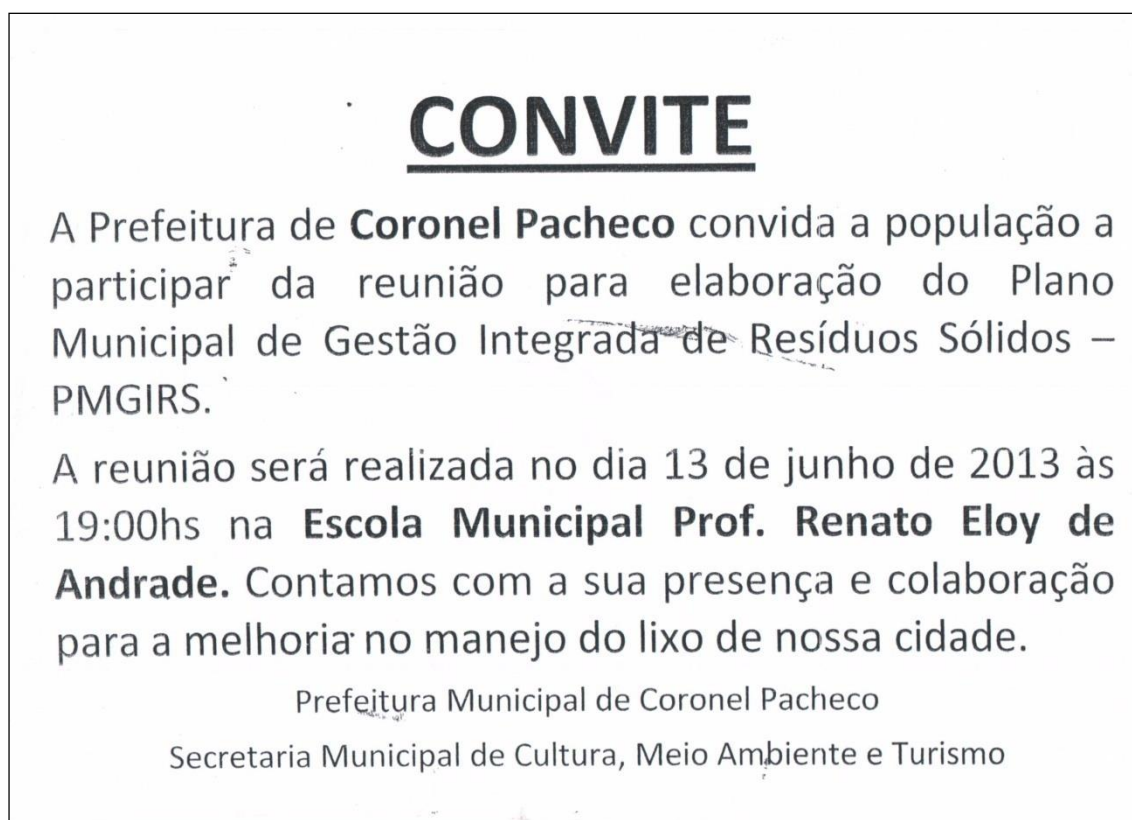 CONVITE
A Prefeitura de Coronel Pacheco convida a população a
participar da reunião para elaboração do Plano
Municipal de Gestão Integrada de Resíduos Sólidos –
PMGIRS.
A reunião será realizada no dia 13 de junho de 2013 às
19:00hs na Escola Municipal Prof. Renato Eloy de
Andrade. Contamos com a sua presença e colaboração
para a melhoria no manejo do lixo de nossa cidade.
Prefeitura Municipal de Coronel Pacheco
Secretaria Municipal de Cultura, Meio Ambiente e Turismo